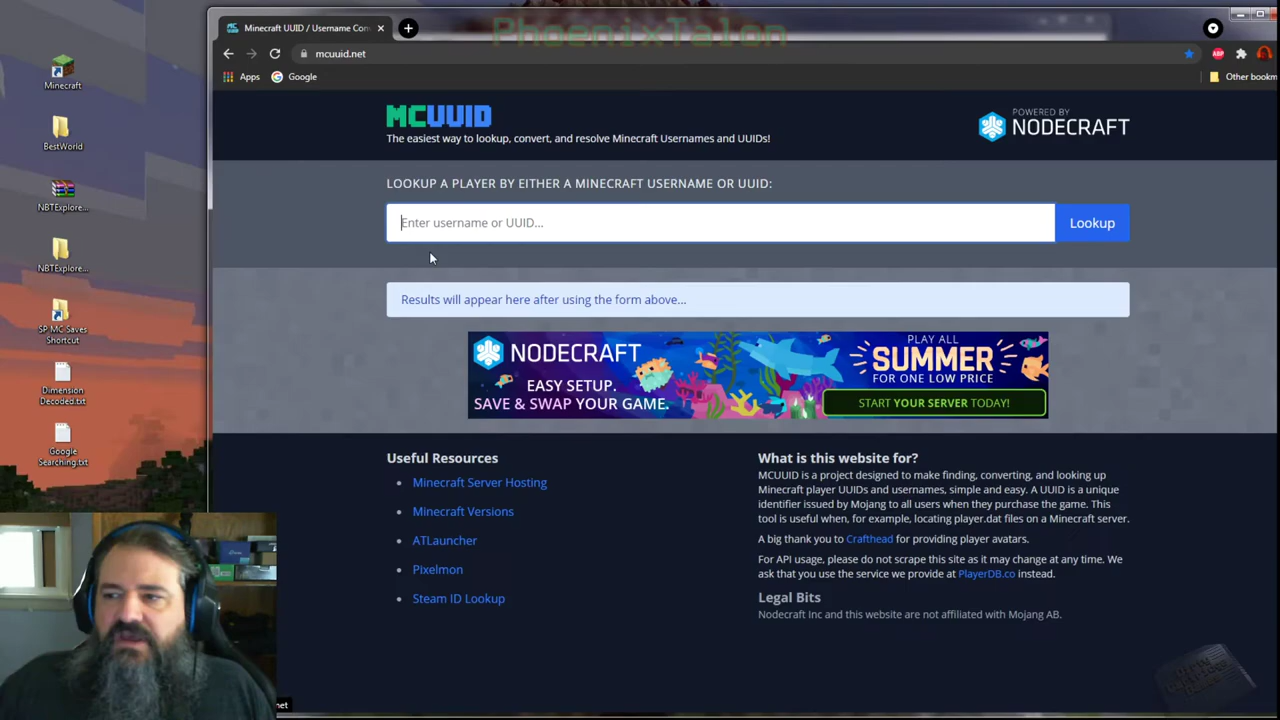 PhoenixTalon
Minecraft UUID / Username Con
mcuuid.net
ABP
Apps
Google
Other bookm
Minecraft
BestWorld
NBTExplore...
NBTExplore...
SP MC Saves
Shortcut
Dimension
Decoded.txt
Google
Searching.txt
MCUUID
The easiest way to lookup, convert, and resolve Minecraft Usernames and UUIDs!
POWERED BY
NODECRAFT
LOOKUP A PLAYER BY EITHER A MINECRAFT USERNAME OR UUID:
Enter username or UUID...
Lookup
Results will appear here after using the form above...
NODECRAFT
EASY SETUP.
SAVE & SWAP YOUR GAME.
PLAY ALL
SUMMER
FOR ONE LOW PRICE
START YOUR SERVER TODAY!
Useful Resources
Minecraft Server Hosting
Minecraft Versions
ATLauncher
Pixelmon
Steam ID Lookup
What is this website for?
MCUUID is a project designed to make finding, converting, and looking up
Minecraft player UUIDs and usernames, simple and easy. A UUID is a unique
identifier issued by Mojang to all users when they purchase the game. This
tool is useful when, for example, locating player.dat files on a Minecraft server.
A big thank you to Crafthead for providing player avatars.
For API usage, please do not scrape this site as it may change at any time. We
ask that you use the service we provide at PlayerDB.co instead.
Legal Bits
Nodecraft Inc and this website are not affiliated with Mojang AB.
net